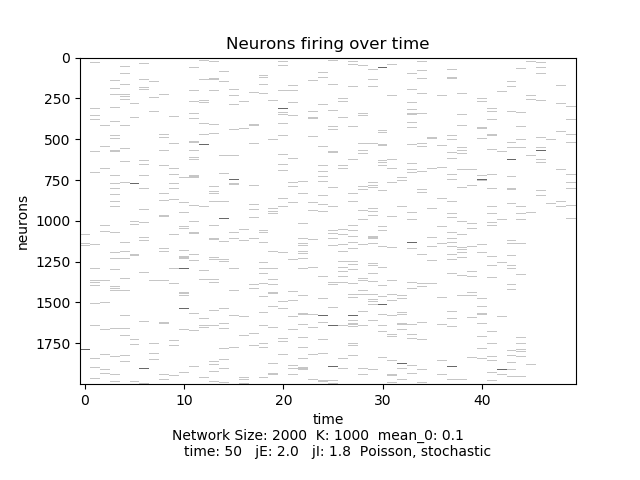 Neurons firing over time
0
250
500
750
1000
1250
1500
1750
neurons
0 10 20 30 40
time
Network Size: 2000 K: 1000 mean_0: 0.1
time: 50 jE: 2.0 jI: 1.8 Poisson, stochastic